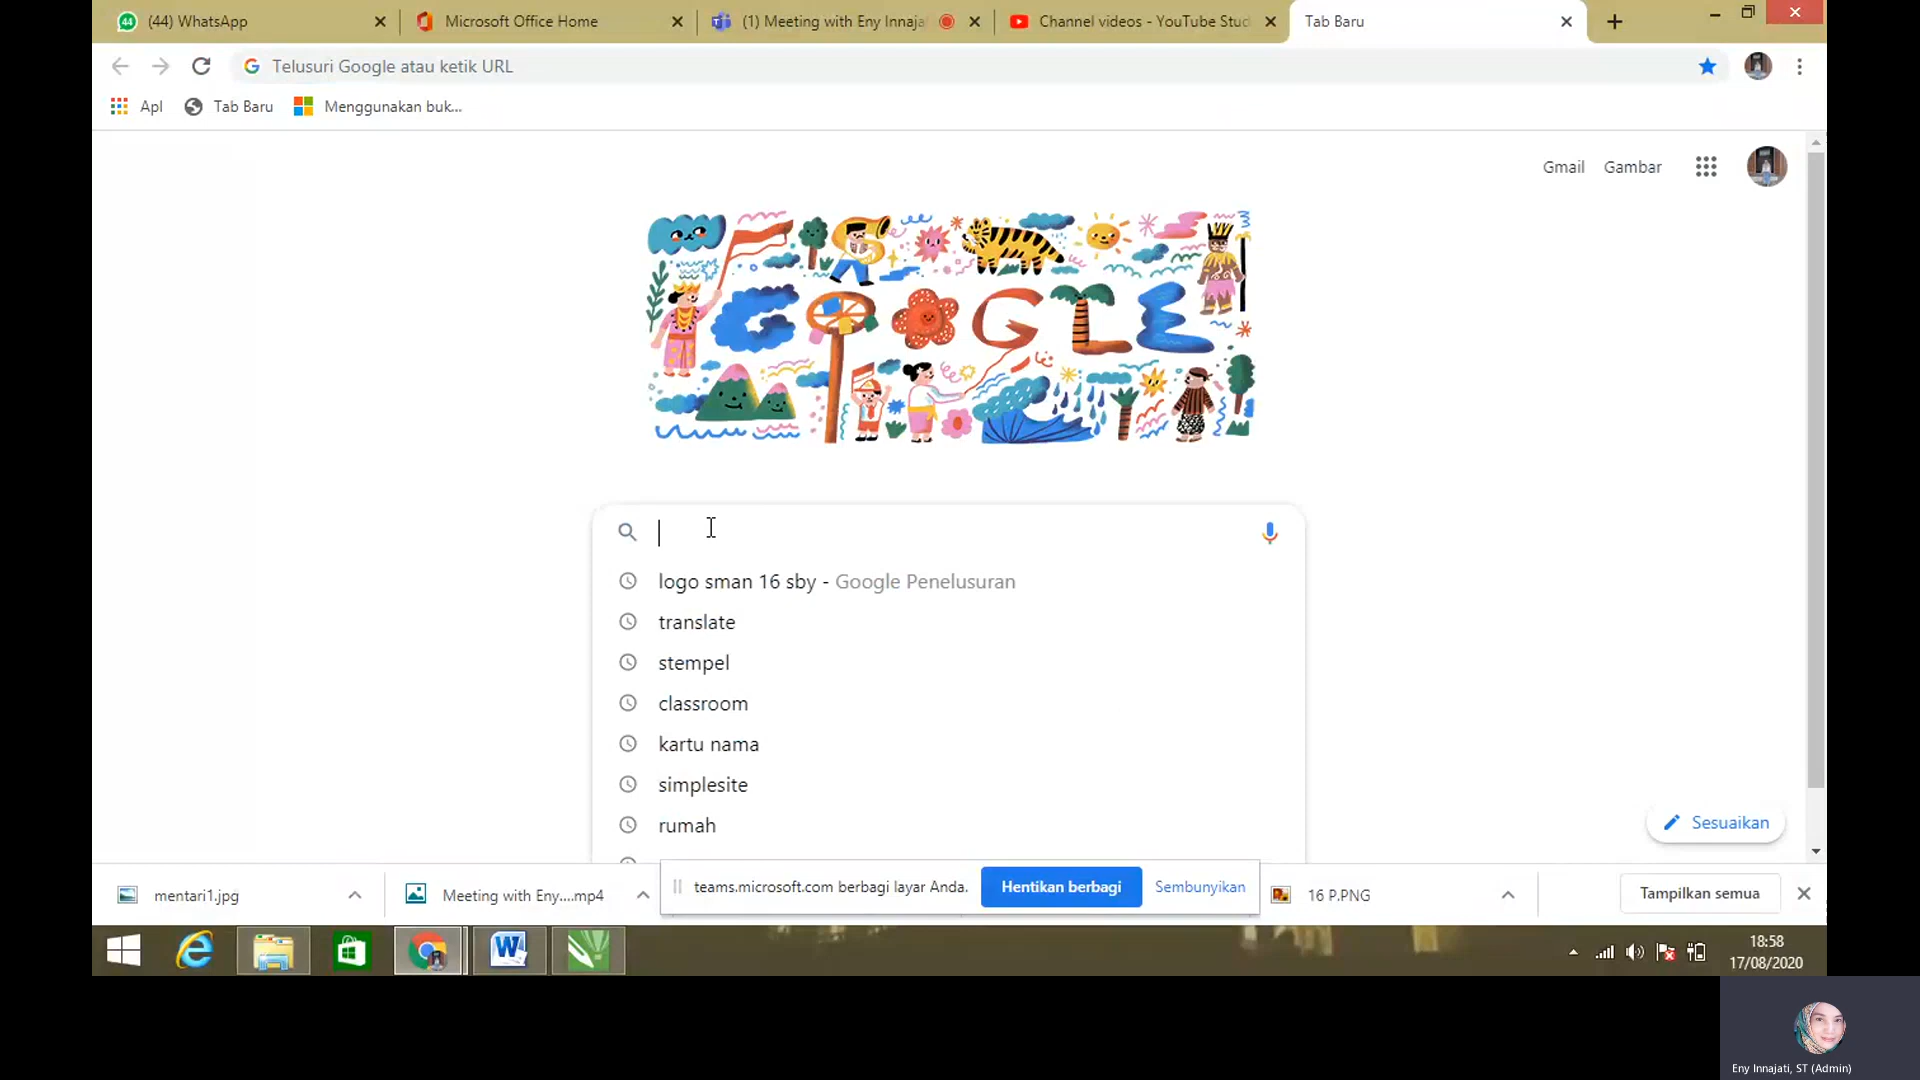 (44) WhatsApp
Microsoft Office Home
(1) Meeting with Eny Innaja
Channel videos - YouTube Stud
Tab Baru
Telusuri Google atau ketik URL
Apl
Tab Baru
Menggunakan buk...
Gmail
Gambar
GOOGLE
logo sman 16 sby - Google Penelusuran
translate
stempel
classroom
kartu nama
simplesite
rumah
mentari1.jpg
Meeting with Eny....mp4
teams.microsoft.com berbagi layar Anda.
Hentikan berbagi
Sembunyikan
16 P.PNG
Sesuaikan
Tampilkan semua
18:58
17/08/2020
Eny Innajati, ST (Admin)